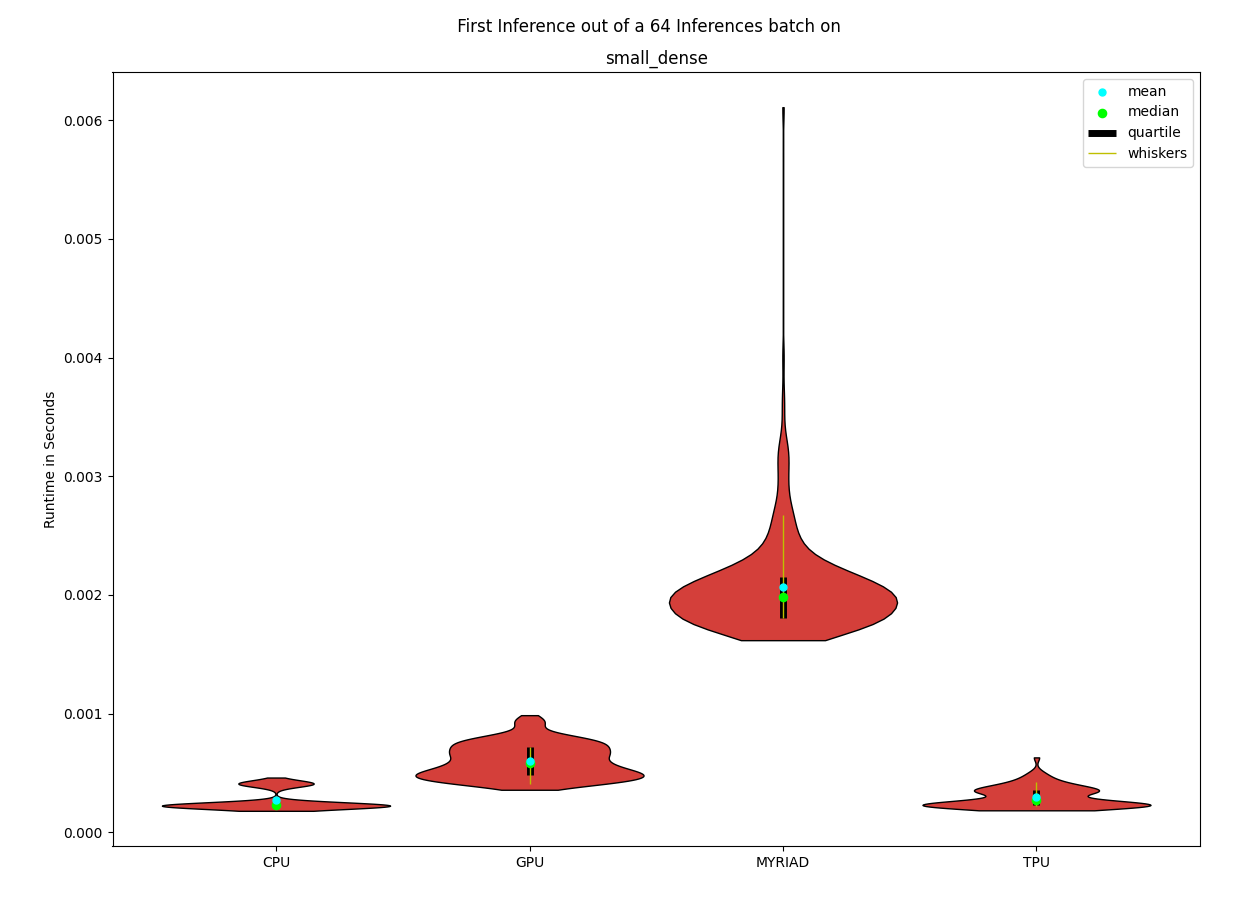 First Inference out of a 64 Inferences batch on
small_dense
mean
median
quartile
whiskers
0.006
0.005
0.004
0.003
0.002
0.001
0.000
Runtime in Seconds
CPU GPU MYRIAD TPU